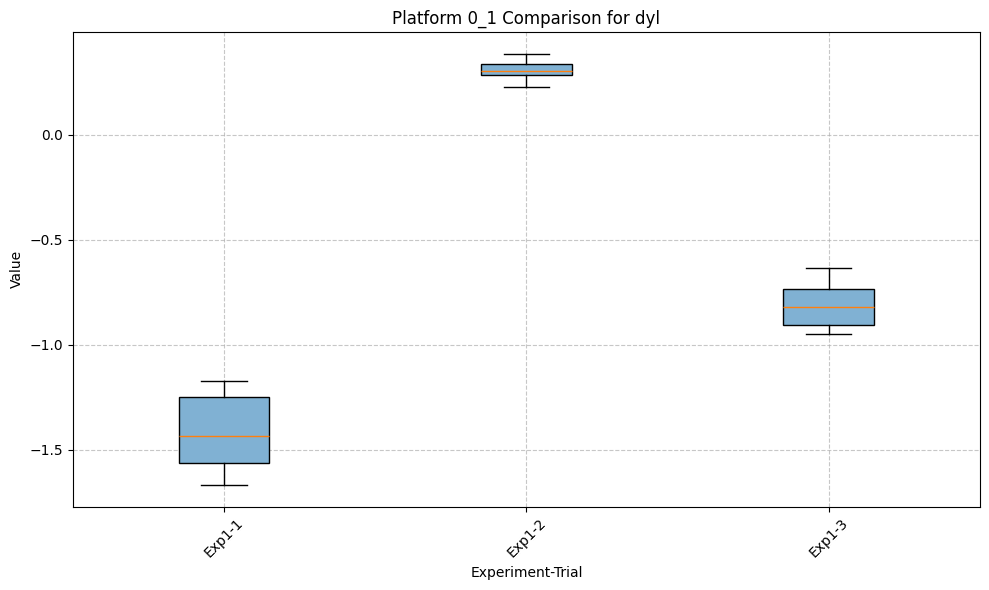 Platform 0_1 Comparison for dyl
Value
0.0
−0.5
−1.0
−1.5
Exp1-1
Exp1-2
Exp1-3
Experiment-Trial